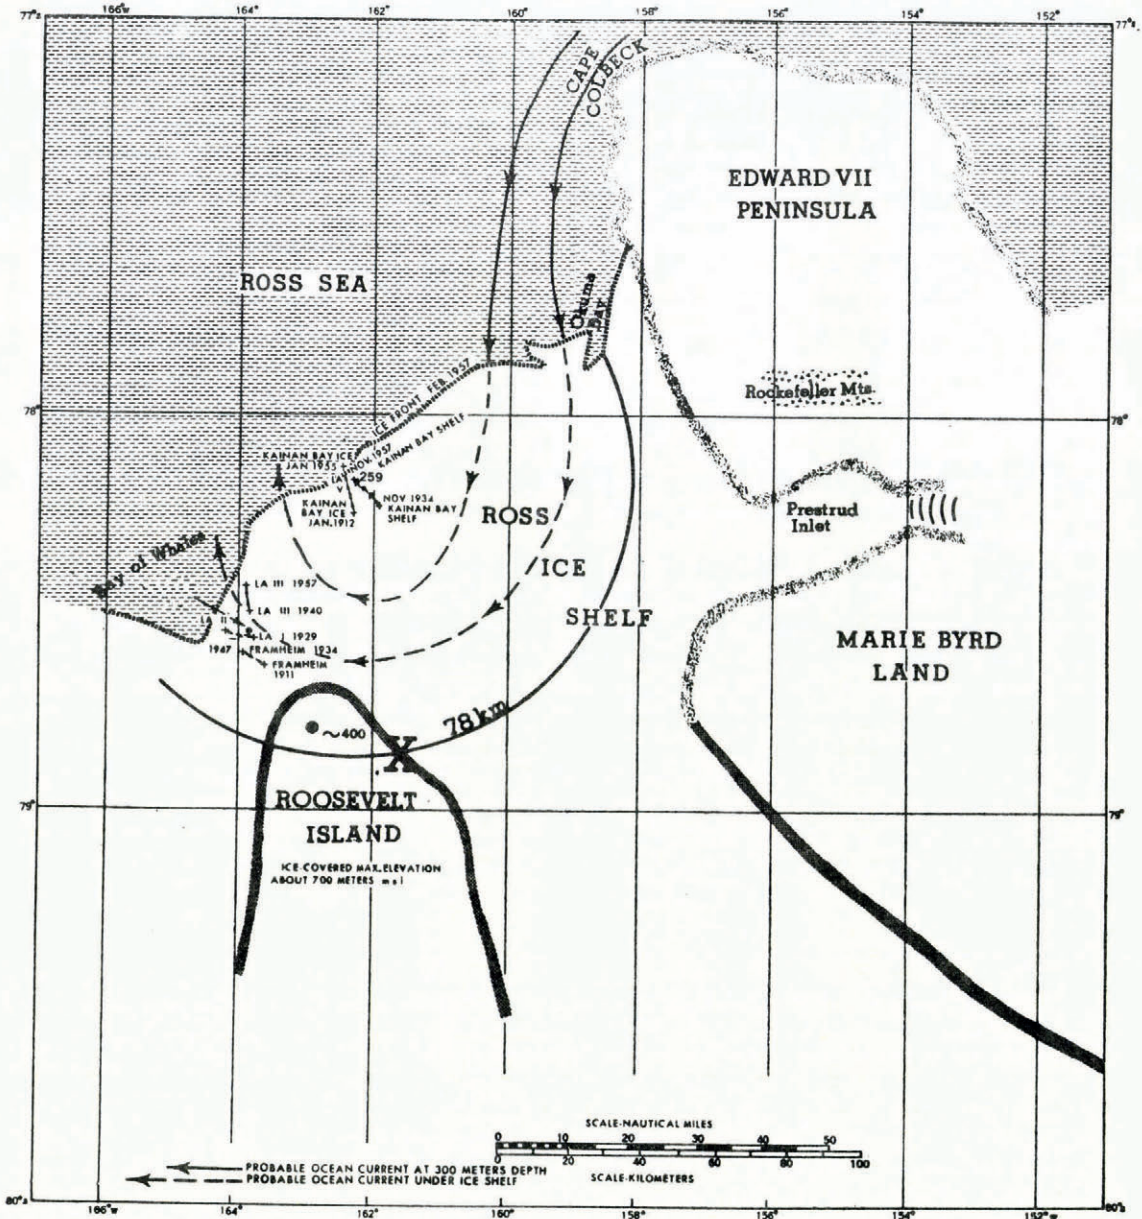 166°W
164°
162°
160°
158°
156°
154°
152°
77°S
77°S
CAPE
COLBECK
EDWARD VII
PENINSULA
ROSS SEA
Okuma
BAY
ICE FRONT FEB. 1957
Rockefeller Mts.
78°
78°
KAINAN BAY ICE
JAN 1955
NOV. 1957
KAINAN BAY SHELF
LA V
259
NOV 1934
KAINAN BAY
SHELF
KAINAN
BAY ICE
JAN. 1912
ROSS
ICE
SHELF
Prestrud
Inlet
Bay of Whales
LA III 1957
LA III 1940
II
LA I 1929
1947
FRAMHEIM 1934
FRAMHEIM
1911
MARIE BYRD
LAND
78km
~400
X
79°
79°
ROOSEVELT
ISLAND
ICE-COVERED MAX. ELEVATION
ABOUT 700 METERS msl
SCALE-NAUTICAL MILES
0 10 20 30 40 50
0 20 40 60 80 100
SCALE-KILOMETERS
PROBABLE OCEAN CURRENT AT 300 METERS DEPTH
PROBABLE OCEAN CURRENT UNDER ICE SHELF
80°S
80°S
166°W
164°
162°
160°
158°
156°
154°
152°W